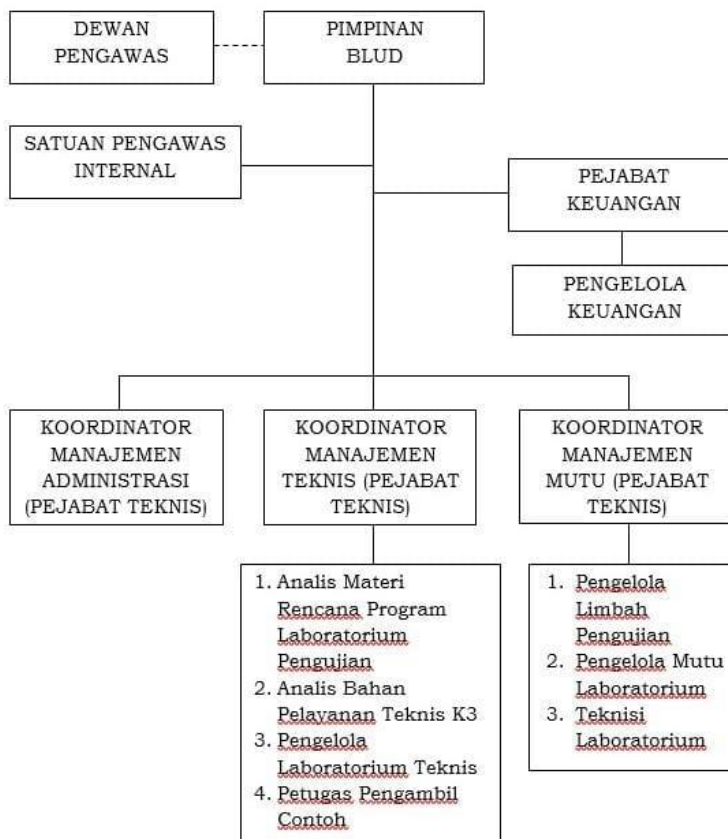 DEWAN
PENGAWAS
PIMPINAN
BLUD
SATUAN PENGAWAS
INTERNAL
PEJABAT
KEUANGAN
PENGELOLA
KEUANGAN
KOORDINATOR
MANAJEMEN
ADMINISTRASI
(PEJABAT TEKNIS)
KOORDINATOR
MANAJEMEN
TEKNIS (PEJABAT
TEKNIS)
KOORDINATOR
MANAJEMEN
MUTU (PEJABAT
TEKNIS)
1. Analis Materi
Rencana Program
Laboratorium
Pengujian
2. Analis Bahan
Pelayanan Teknis K3
3. Pengelola
Laboratorium Teknis
4. Petugas Pengambil
Contoh
1. Pengelola
Limbah
Pengujian
2. Pengelola Mutu
Laboratorium
3. Teknisi
Laboratorium